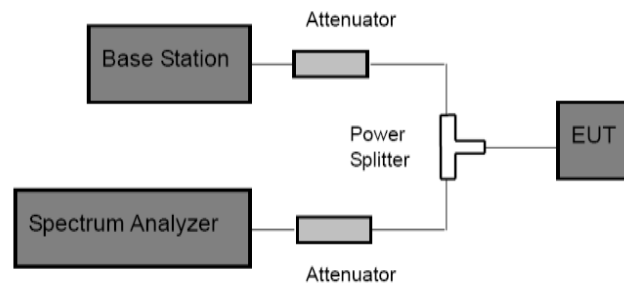 Attenuator
Base Station
Power
Splitter
EUT
Spectrum Analyzer
Attenuator